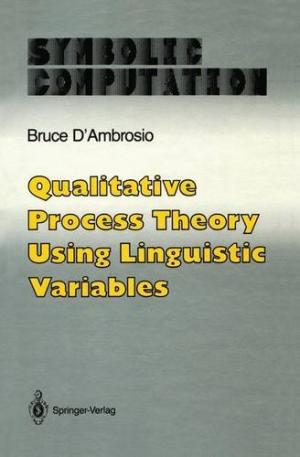 SYMBOLIC
COMPUTATION
Bruce D'Ambrosio
Qualitative
Process Theory
Using Linguistic
Variables
Springer-Verlag